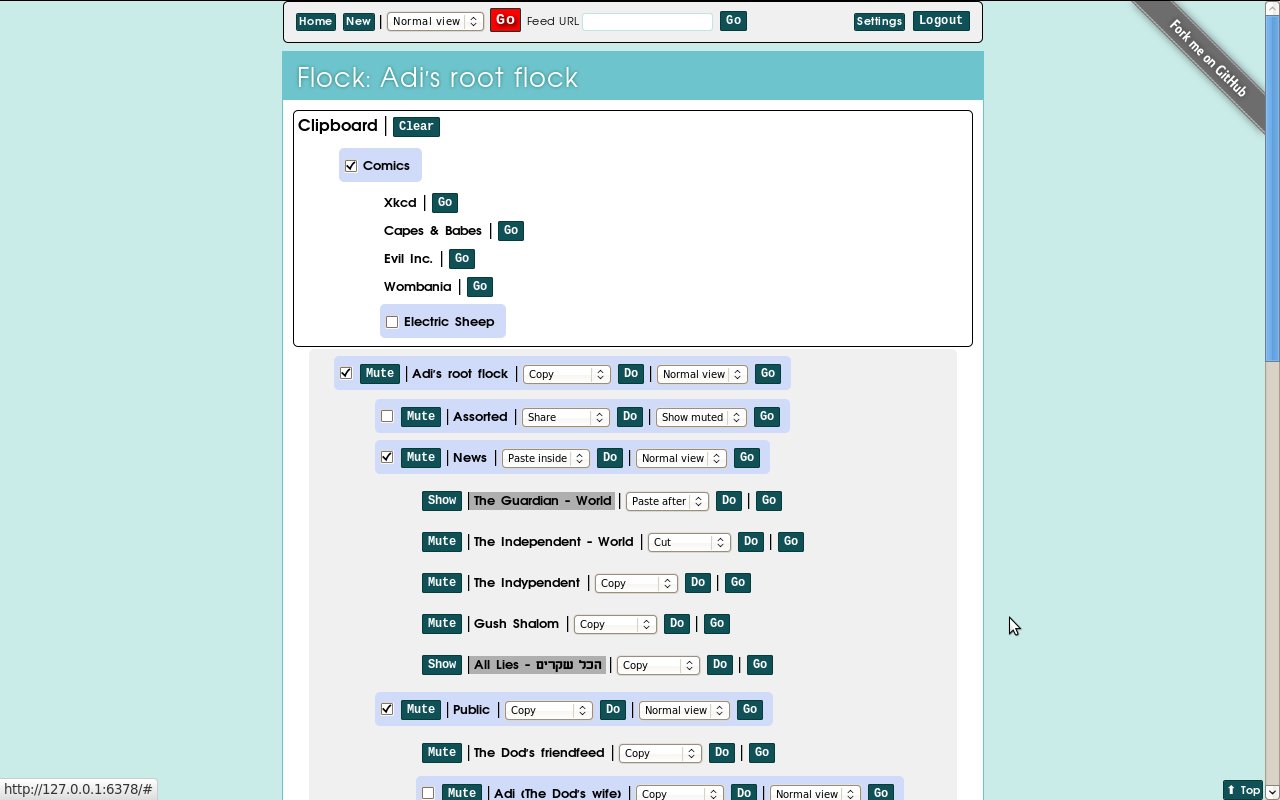 Home New | Normal view Go Feed URL Go Settings Logout
Fork me on GitHub
Flock: Adi's root flock
Clipboard | Clear
Comics
Xkcd | Go
Capes & Babes | Go
Evil Inc. | Go
Wombania | Go
Electric Sheep
Mute | Adi's root flock | Copy Do | Normal view Go
Mute | Assorted | Share Do | Show muted Go
Mute | News | Paste inside Do | Normal view Go
Show | The Guardian - World | Paste after Do | Go
Mute | The Independent - World | Cut Do | Go
Mute | The Indypendent | Copy Do | Go
Mute | Gush Shalom | Copy Do | Go
Show | All Lies - הכל שקרים | Copy Do | Go
Mute | Public | Copy Do | Normal view Go
Mute | The Dod's friendfeed | Copy Do | Go
Mute | Adi (The Dod's wife) | Copy Do | Normal view Go
http://127.0.0.1:6378/#
⬆ Top